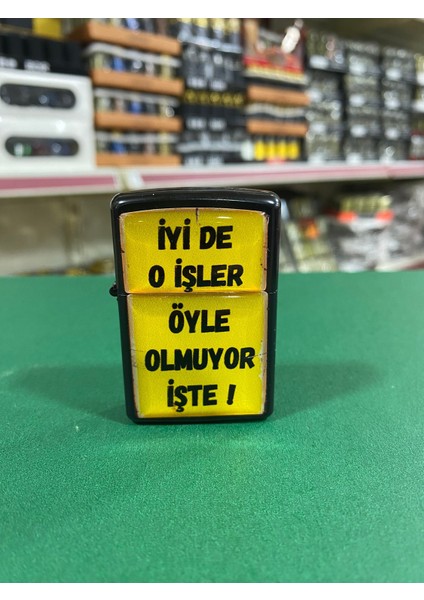 İYİ DE
O İŞLER
ÖYLE
OLMUYOR
İŞTE !